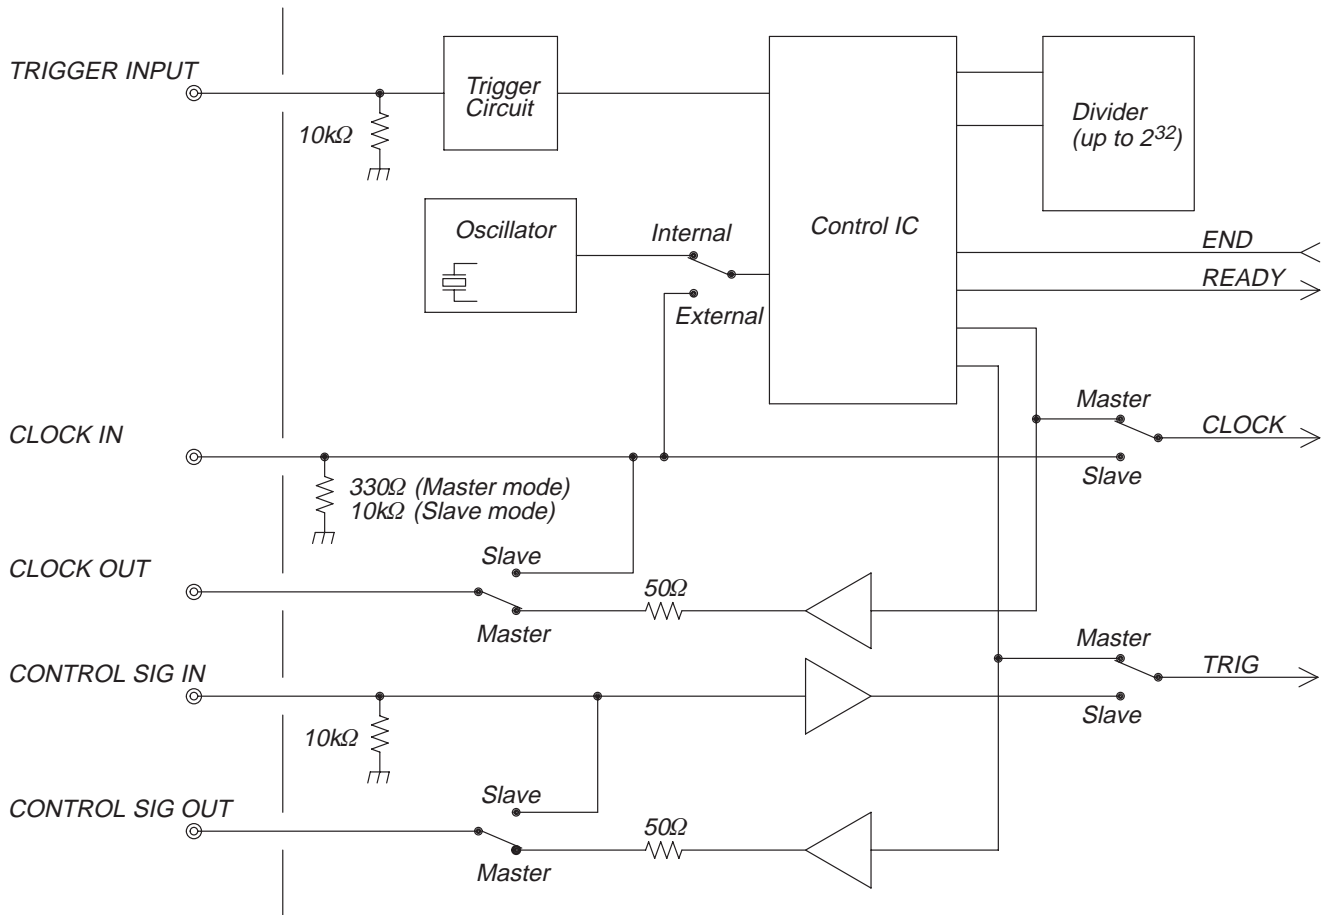 TRIGGER INPUT
Trigger
Circuit
10kΩ
Divider
(up to 2³²)
Oscillator
Internal
Control IC
END
READY
External
Master
CLOCK IN
CLOCK
Slave
330Ω (Master mode)
10kΩ (Slave mode)
CLOCK OUT
Slave
50Ω
Master
Master
CONTROL SIG IN
TRIG
Slave
10kΩ
CONTROL SIG OUT
Slave
50Ω
Master